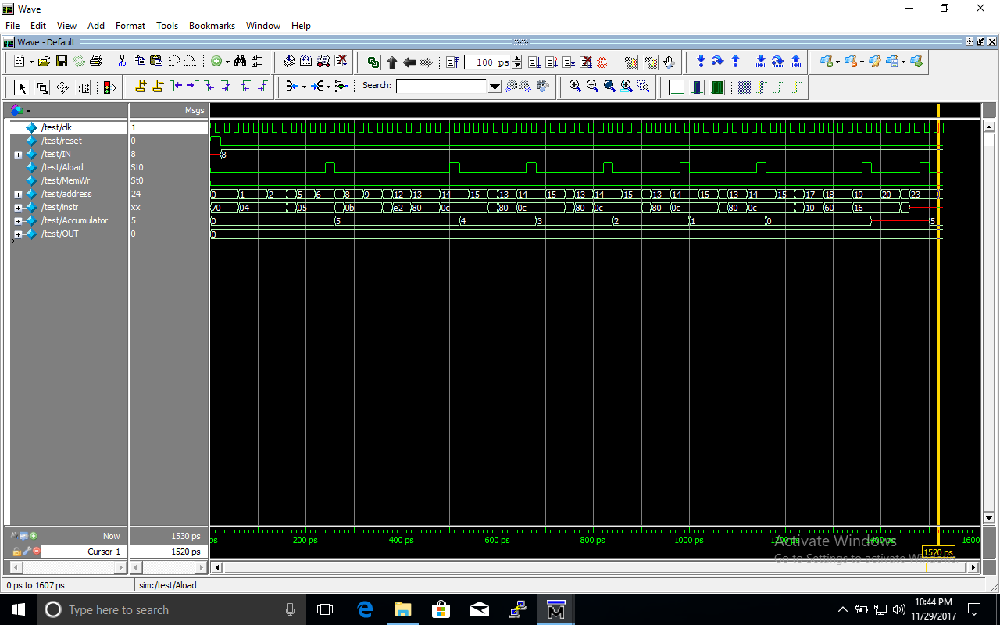 Wave
File Edit View Add Format Tools Bookmarks Window Help
Wave - Default
100 ps
Search:
Msgs
/test/clk 1
/test/reset 0
/test/IN 8 8
/test/Aload St0
/test/MemWr St0
/test/address 24 0 1 2 5 6 8 9 12 13 14 15 13 14 15 13 14 15 13 14 15 13 14 15 17 18 19 20 23
/test/instr xx 70 04 05 0b e2 80 0c 80 0c 80 0c 80 0c 80 0c 10 60 16
/test/Accumulator 5 0 5 4 3 2 1 0 5
/test/OUT 0 0
Now 1530 ps ps 200 ps 400 ps 600 ps 800 ps 1000 ps 1200 ps 1400 ps 1600
Activate Windows
Cursor 1 1520 ps 1520 ps
Go to Settings to activate Windows.
0 ps to 1607 ps sim:/test/Aload
Type here to search
10:44 PM
11/29/2017